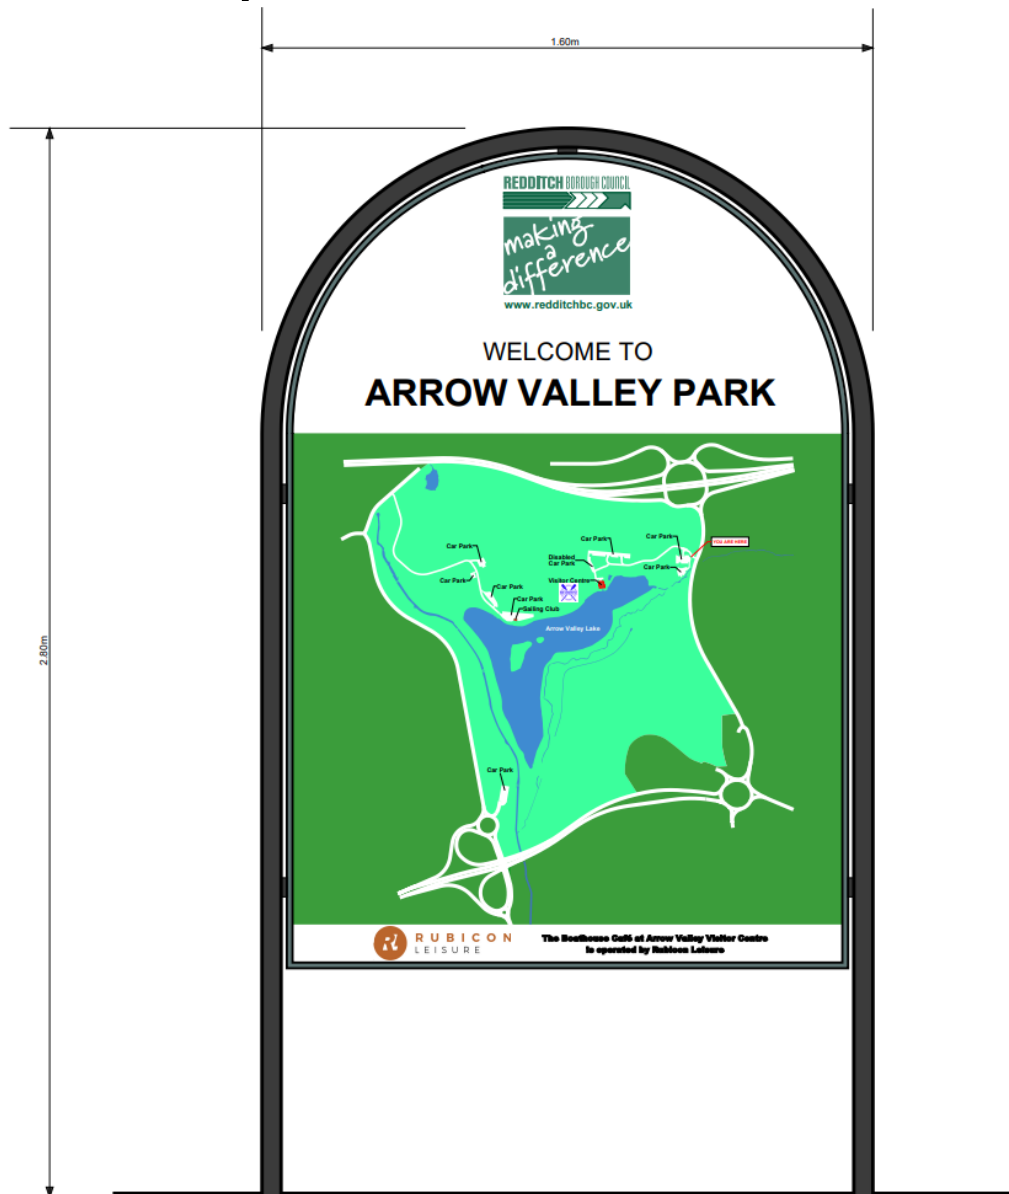 1.60m
2.80m
REDDITCH BOROUGH COUNCIL
making
a
difference
www.redditchbc.gov.uk
WELCOME TO
ARROW VALLEY PARK
Car Park
Car Park
YOU ARE HERE
Car Park
Disabled
Car Park
Car Park
Car Park
Visitor Centre
Car Park
Car Park
Sailing Club
Arrow Valley Lake
Car Park
RUBICON
LEISURE
The Boathouse Café at Arrow Valley Visitor Centre
is operated by Rubicon Leisure